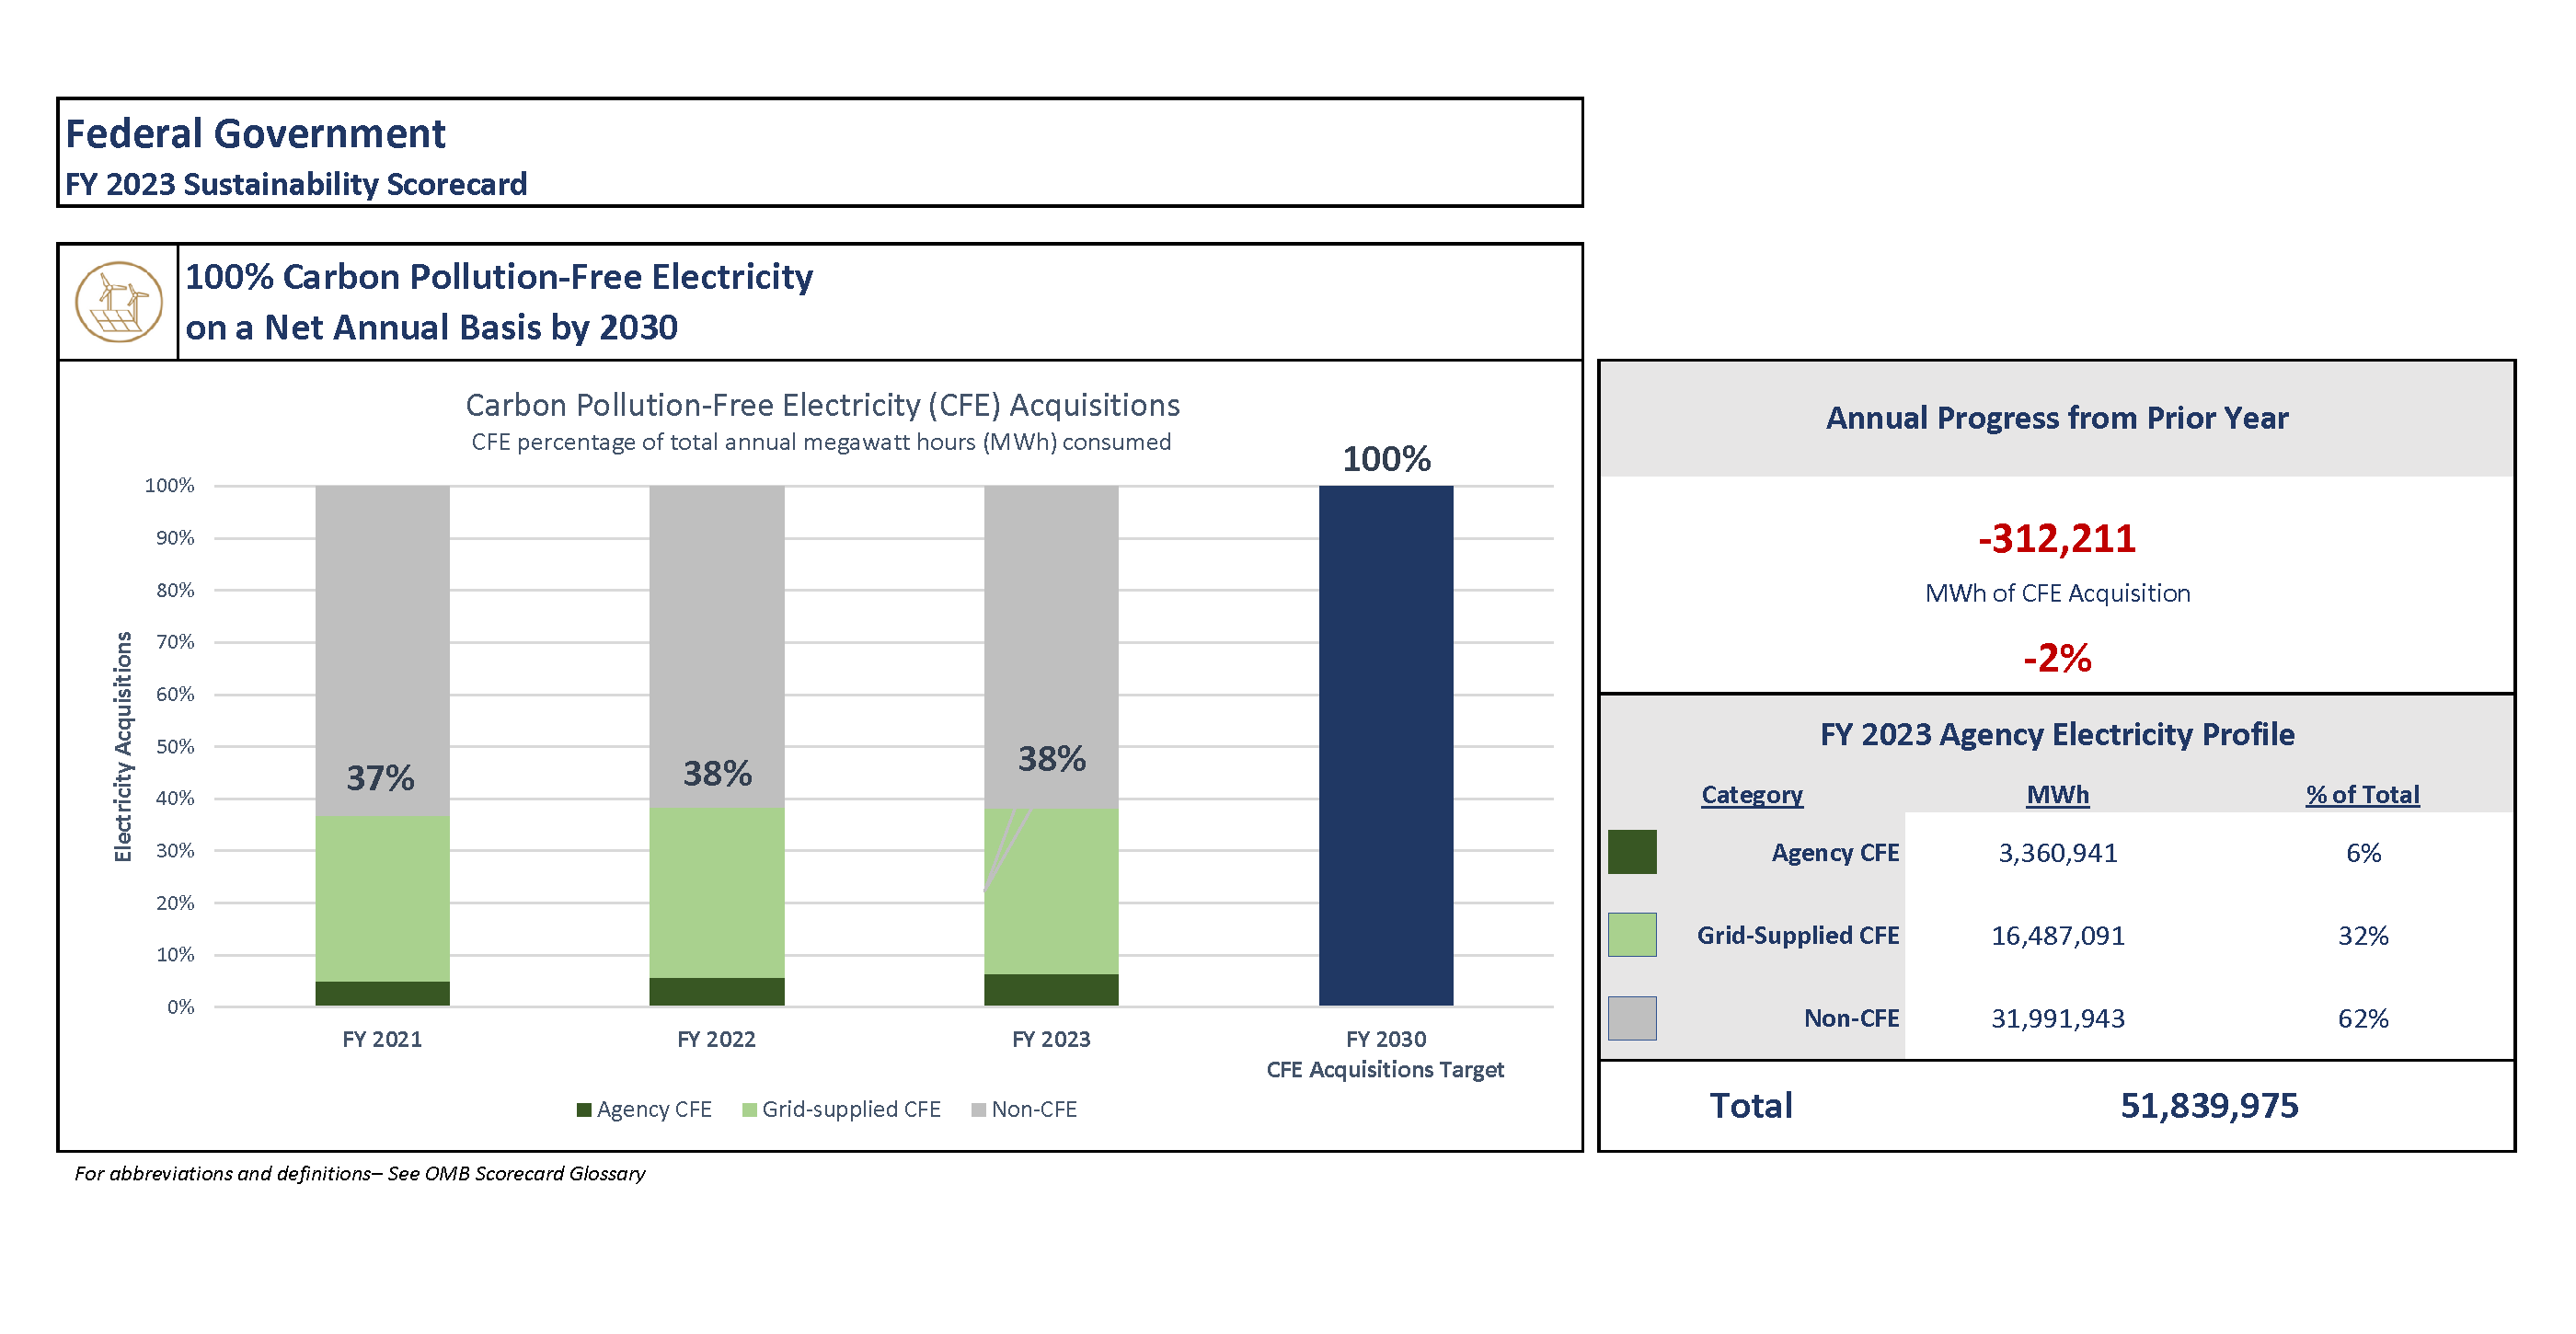 Federal Government
FY 2023 Sustainability Scorecard
100% Carbon Pollution-Free Electricity
on a Net Annual Basis by 2030
Carbon Pollution-Free Electricity (CFE) Acquisitions
CFE percentage of total annual megawatt hours (MWh) consumed
Electricity Acquisitions
100%
90%
80%
70%
60%
50%
40%
30%
20%
10%
0%
37%
38%
38%
100%
FY 2021
FY 2022
FY 2023
FY 2030
CFE Acquisitions Target
Agency CFE
Grid-supplied CFE
Non-CFE
Annual Progress from Prior Year
-312,211
MWh of CFE Acquisition
-2%
FY 2023 Agency Electricity Profile
Category MWh % of Total
Agency CFE 3,360,941 6%
Grid-Supplied CFE 16,487,091 32%
Non-CFE 31,991,943 62%
Total 51,839,975
For abbreviations and definitions– See OMB Scorecard Glossary